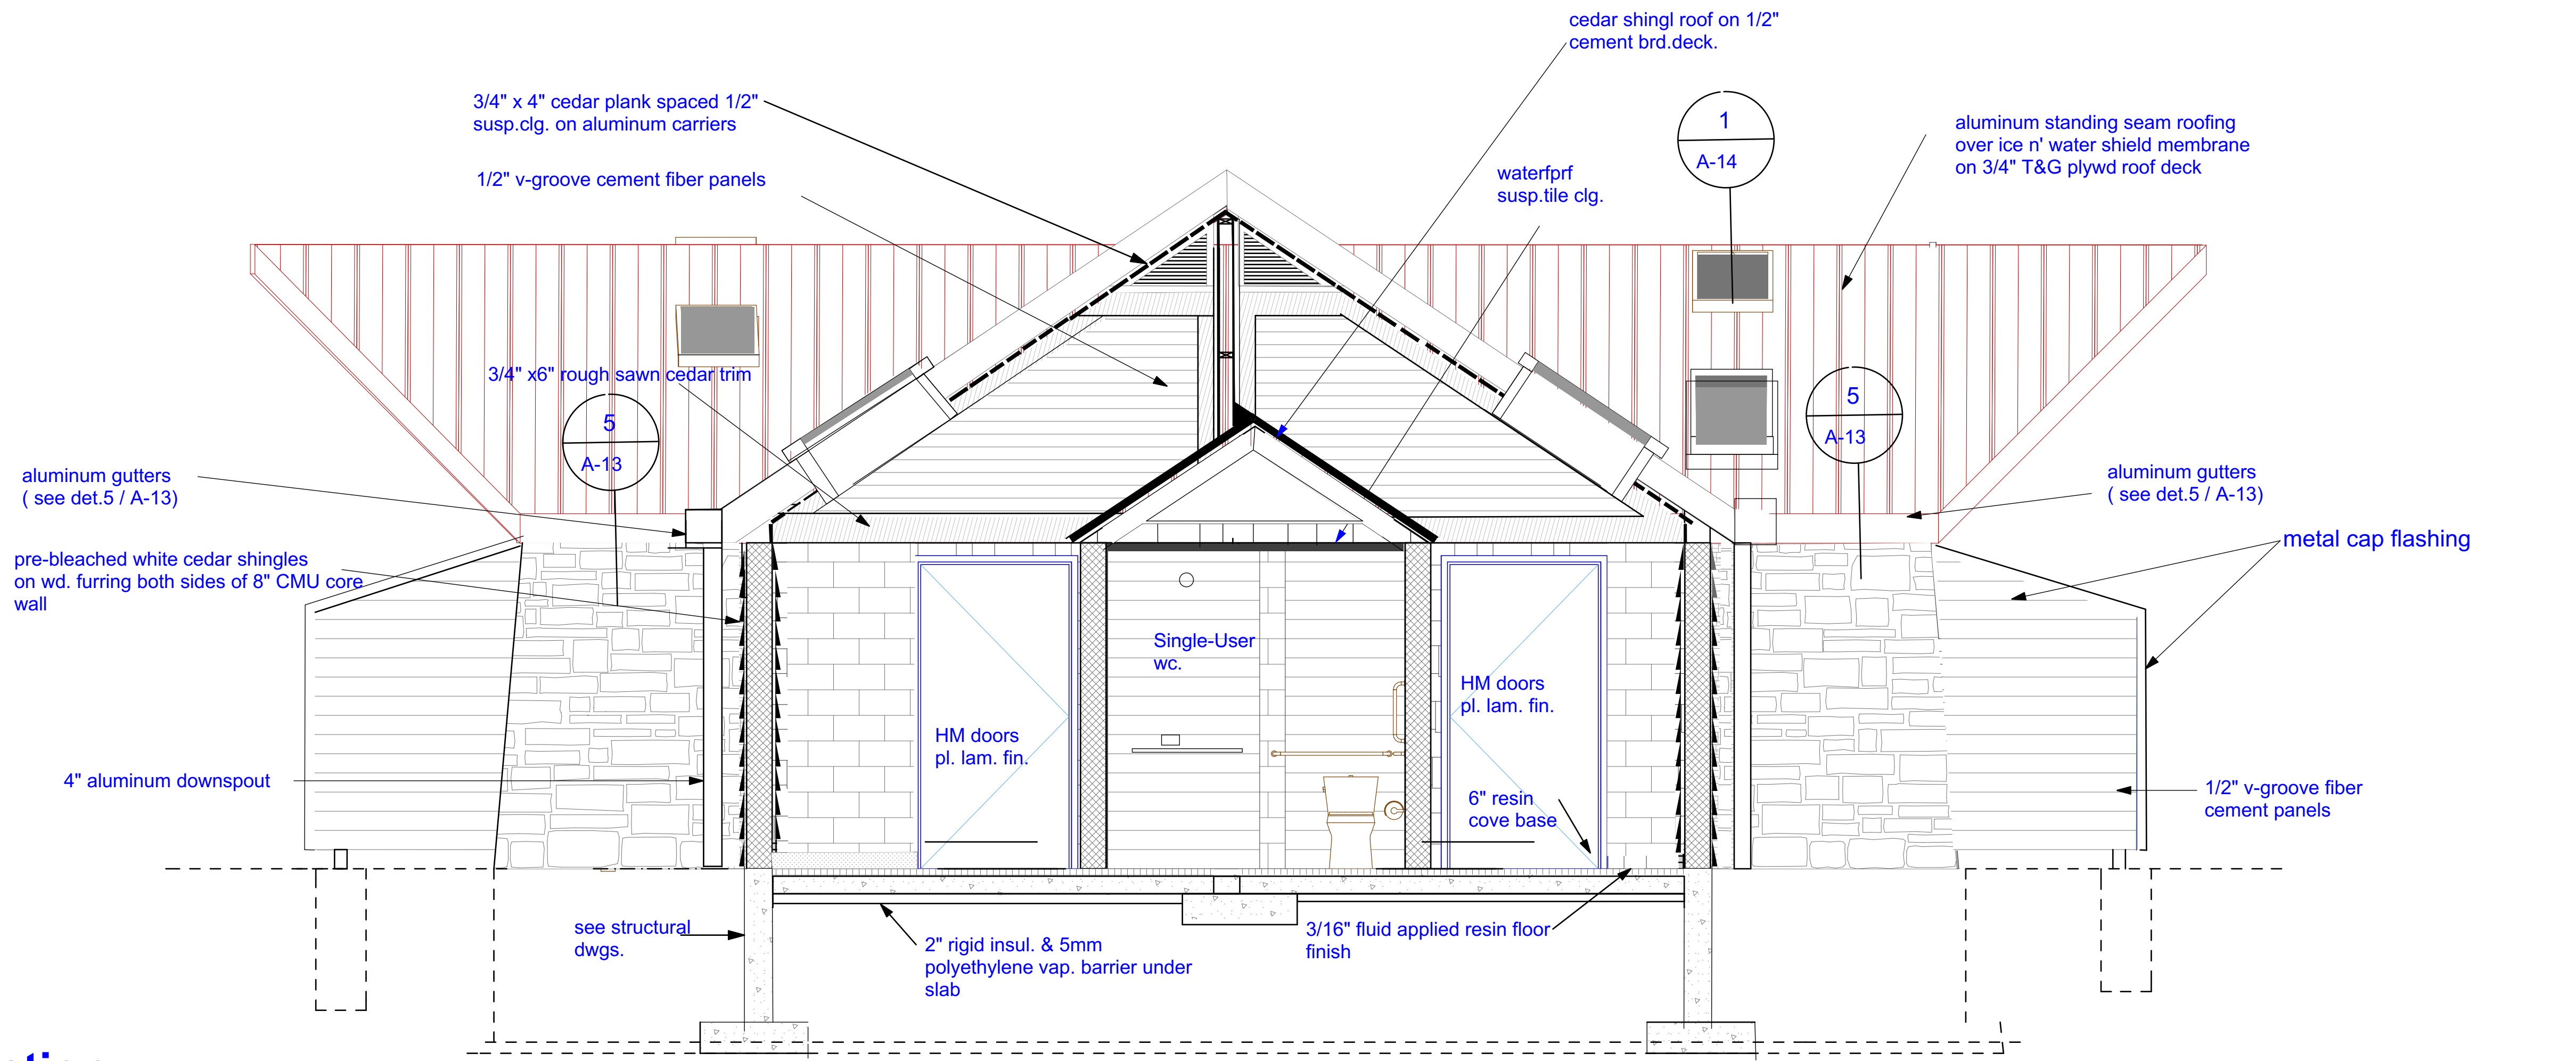 cedar shingl roof on 1/2"
cement brd.deck.
3/4" x 4" cedar plank spaced 1/2"
susp.clg. on aluminum carriers
1
A-14
aluminum standing seam roofing
over ice n' water shield membrane
on 3/4" T&G plywd roof deck
1/2" v-groove cement fiber panels
waterfprf
susp.tile clg.
3/4" x6" rough sawn cedar trim
5
A-13
5
A-13
aluminum gutters
( see det.5 / A-13)
aluminum gutters
( see det.5 / A-13)
metal cap flashing
pre-bleached white cedar shingles
on wd. furring both sides of 8" CMU core
wall
Single-User
wc.
HM doors
pl. lam. fin.
HM doors
pl. lam. fin.
4" aluminum downspout
6" resin
cove base
1/2" v-groove fiber
cement panels
see structural
dwgs.
2" rigid insul. & 5mm
polyethylene vap. barrier under
slab
3/16" fluid applied resin floor
finish